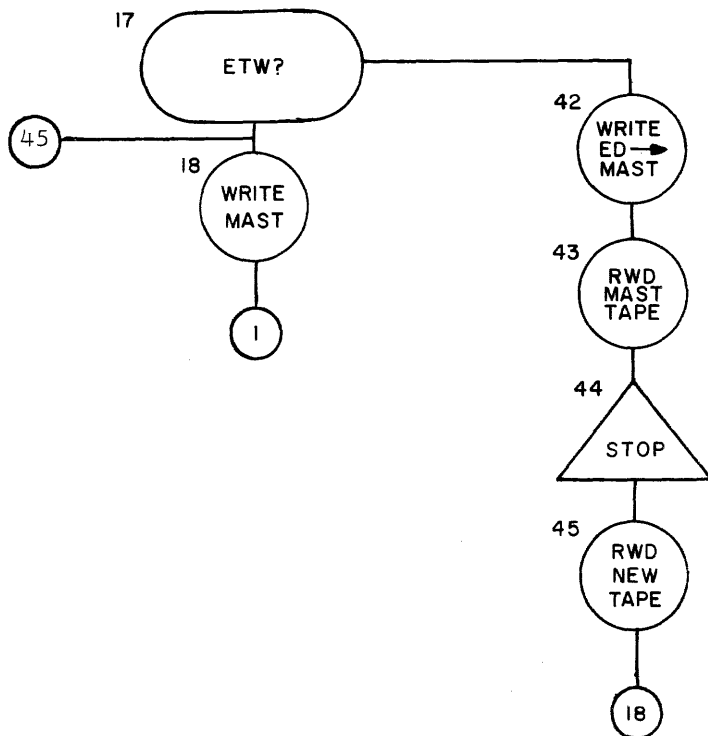 17
ETW?
45
18
WRITE
MAST
1
42
WRITE
ED →
MAST
43
RWD
MAST
TAPE
44
STOP
45
RWD
NEW
TAPE
18